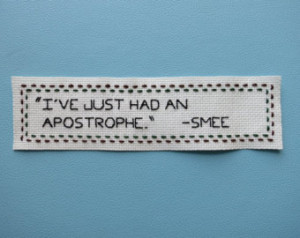 "I'VE JUST HAD AN
APOSTROPHE." -SMEE